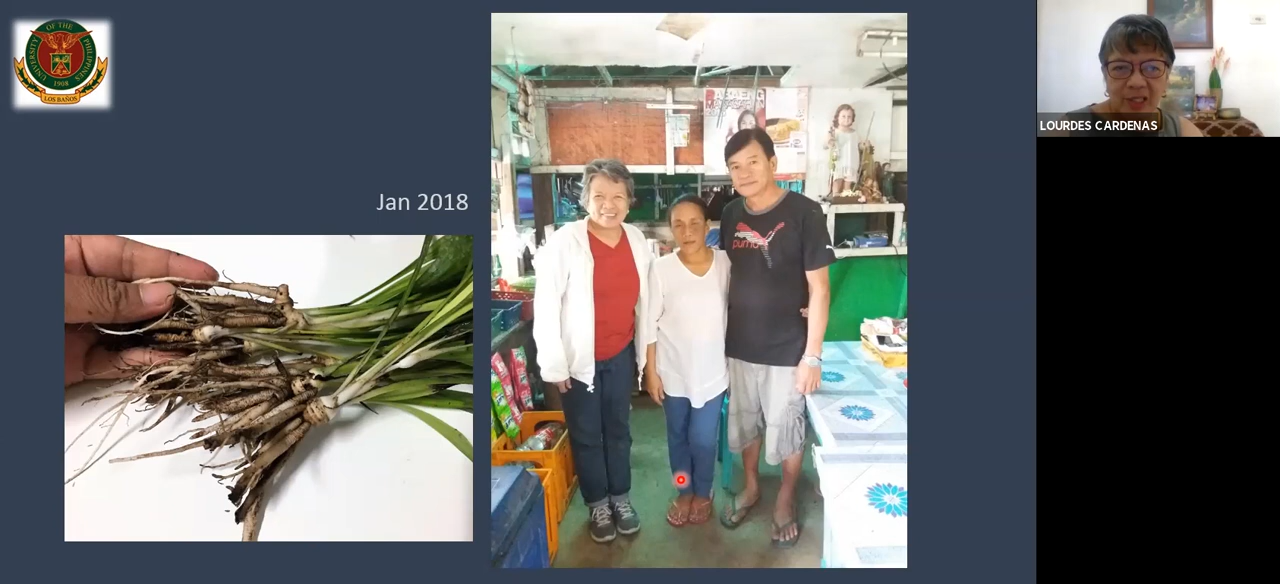 UNIVERSITY OF THE PHILIPPINES
1908
LOS BAÑOS
Jan 2018
puma
LOURDES CARDENAS